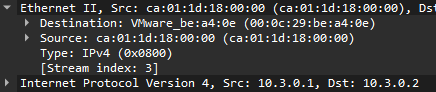 Ethernet II, Src: ca:01:1d:18:00:00 (ca:01:1d:18:00:00), Dst
Destination: VMware_be:a4:0e (00:0c:29:be:a4:0e)
Source: ca:01:1d:18:00:00 (ca:01:1d:18:00:00)
Type: IPv4 (0x0800)
[Stream index: 3]
Internet Protocol Version 4, Src: 10.3.0.1, Dst: 10.3.0.2